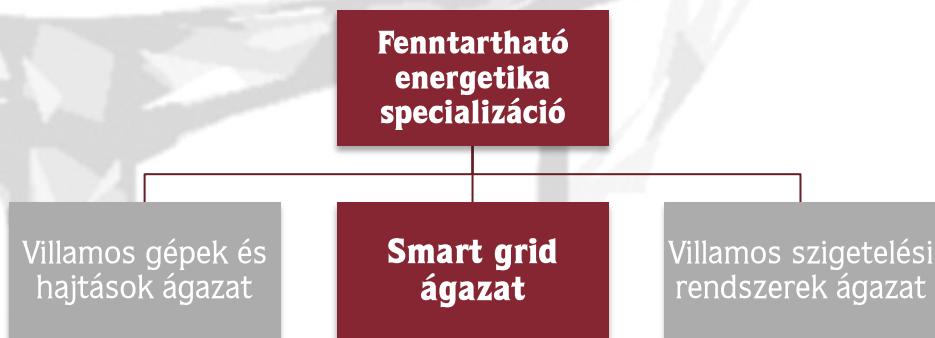 Fenntartható
energetika
specializáció
Villamos gépek és
hajtások ágazat
Smart grid
ágazat
Villamos szigetelési
rendszerek ágazat